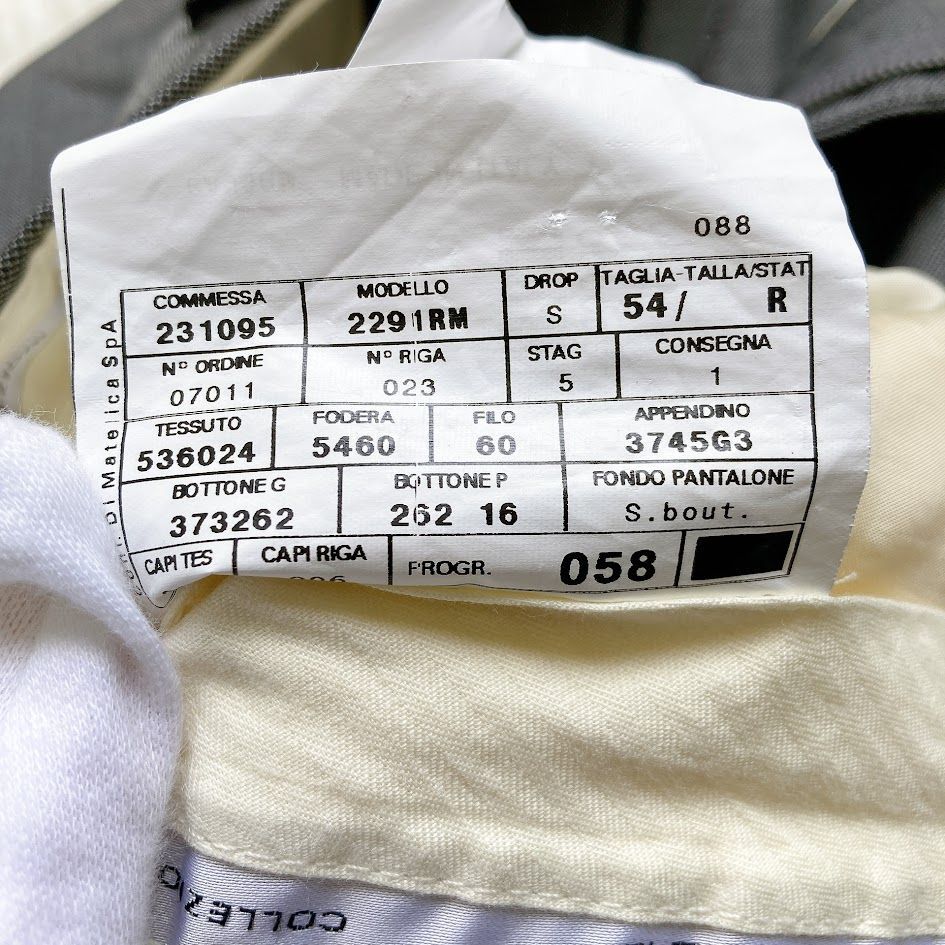 088
COMMESSA MODELLO DROP TAGLIA-TALLA/STAT
231095 2291RM S 54/ R
N° ORDINE N° RIGA STAG CONSEGNA
07011 023 5 1
TESSUTO FODERA FILO APPENDINO
536024 5460 60 3745G3
BOTTONE G BOTTONE P FONDO PANTALONE
373262 262 16 S.bout.
CAPI TES CAPI RIGA PROGR. 058
Di Matelica SpA
COLLEZIO